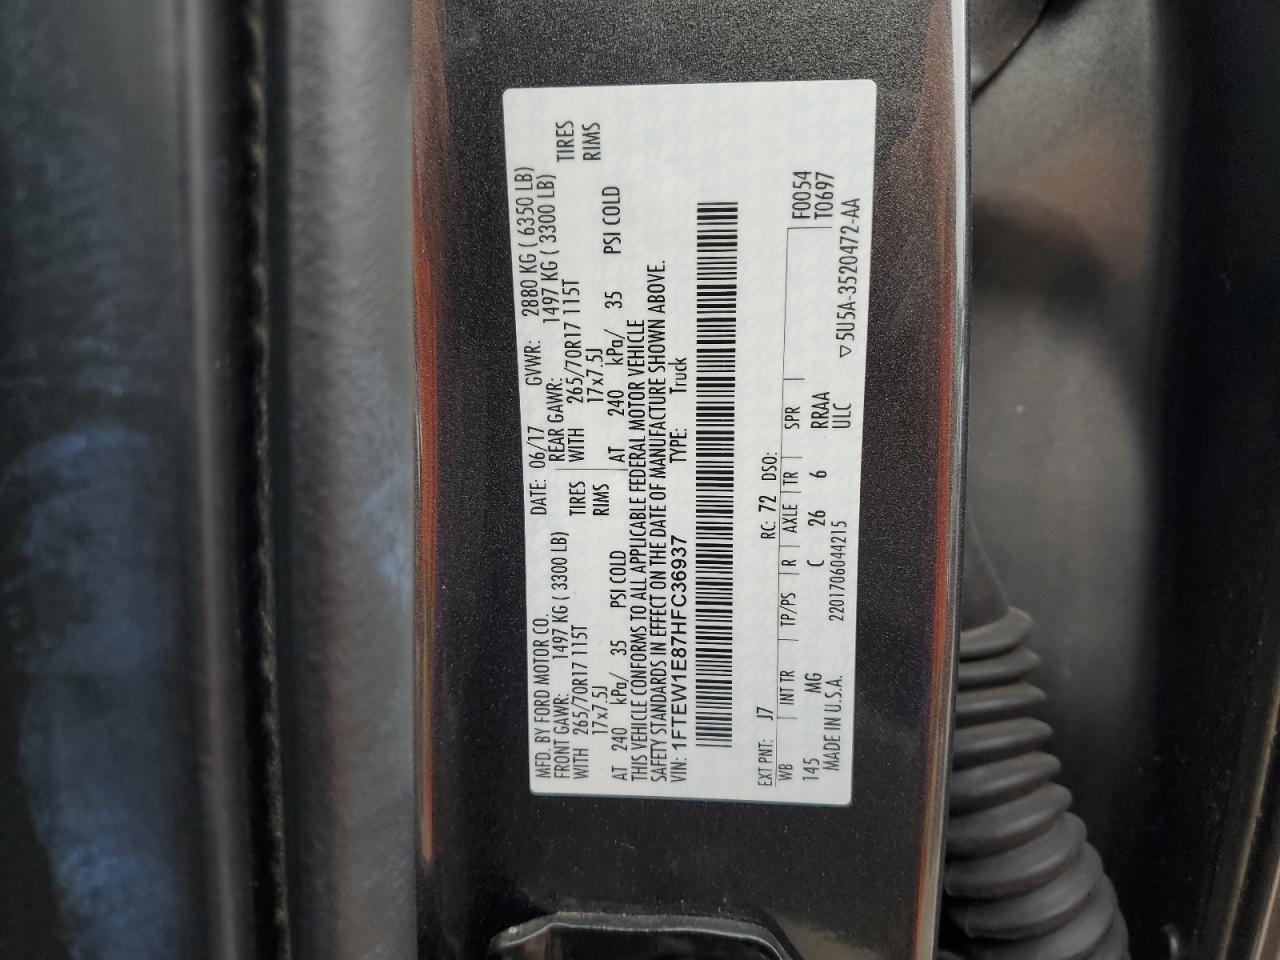 MFD. BY FORD MOTOR CO.
DATE: 06/17 GVWR: 2880 KG ( 6350 LB)
FRONT GAWR: 1497 KG ( 3300 LB) REAR GAWR: 1497 KG ( 3300 LB)
WITH 265/70R17 115T TIRES WITH 265/70R17 115T TIRES
17x7.5J RIMS 17x7.5J RIMS
AT 240 kPa/ 35 PSI COLD AT 240 kPa/ 35 PSI COLD
THIS VEHICLE CONFORMS TO ALL APPLICABLE FEDERAL MOTOR VEHICLE
SAFETY STANDARDS IN EFFECT ON THE DATE OF MANUFACTURE SHOWN ABOVE.
VIN: 1FTEW1E87HFC36937 TYPE: Truck
EXT PNT: J7 RC: 72 DSO: F0054
WB INT TR TP/PS R AXLE TR SPR T0697
145 MG C 26 6 RRAA
MADE IN U.S.A. 2201706044215 ULC ▽5U5A-3520472-AA